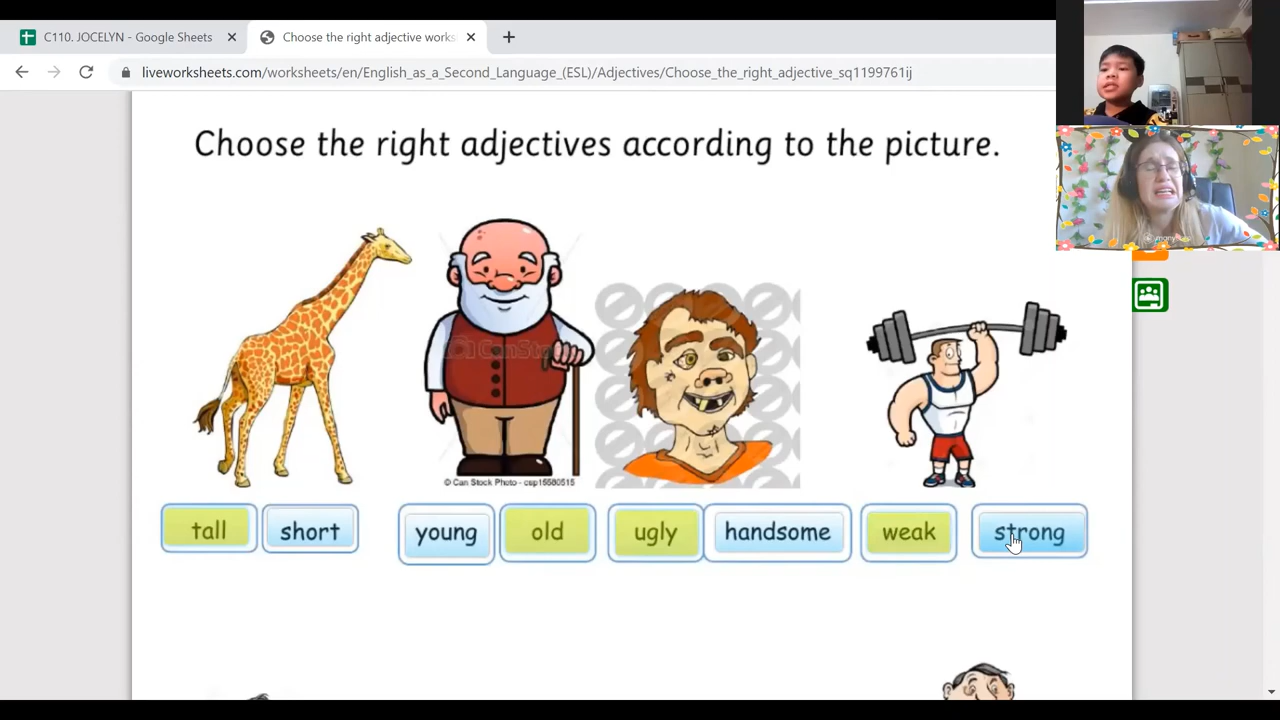 C110. JOCELYN - Google Sheets
Choose the right adjective works
liveworksheets.com/worksheets/en/English_as_a_Second_Language_(ESL)/Adjectives/Choose_the_right_adjective_sq1199761ij
Choose the right adjectives according to the picture.
CanSto
© Can Stock Photo - csp16580515
tall short young old ugly handsome weak strong